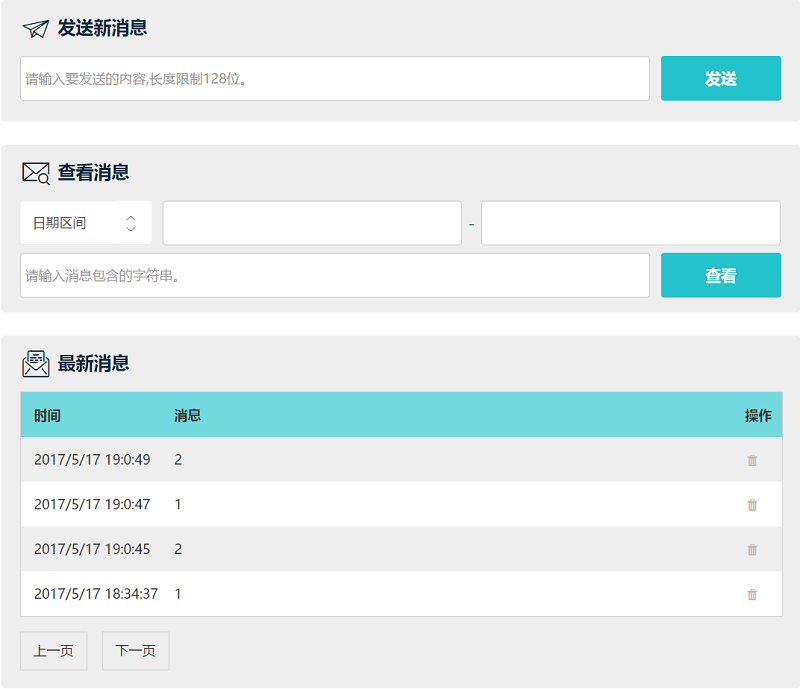 发送新消息
请输入要发送的内容,长度限制128位。 发送
查看消息
日期区间 -
请输入消息包含的字符串。 查看
最新消息
时间 消息 操作
2017/5/17 19:0:49 2
2017/5/17 19:0:47 1
2017/5/17 19:0:45 2
2017/5/17 18:34:37 1
上一页 下一页